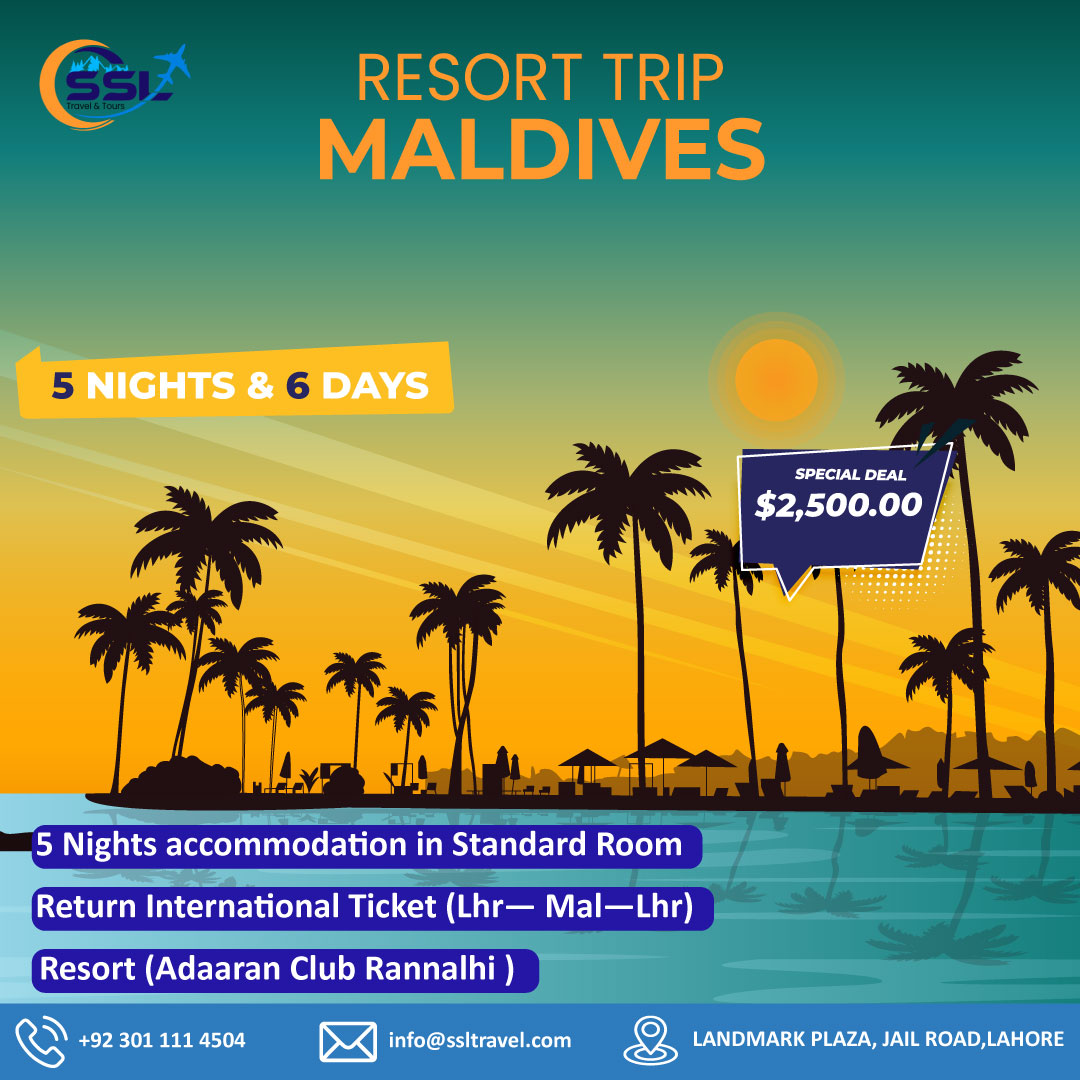 SSL
Travel & Tours
RESORT TRIP
MALDIVES
5 NIGHTS & 6 DAYS
SPECIAL DEAL
$2,500.00
5 Nights accommodation in Standard Room
Return International Ticket (Lhr— Mal—Lhr)
Resort (Adaaran Club Rannalhi )
+92 301 111 4504
info@ssltravel.com
LANDMARK PLAZA, JAIL ROAD,LAHORE